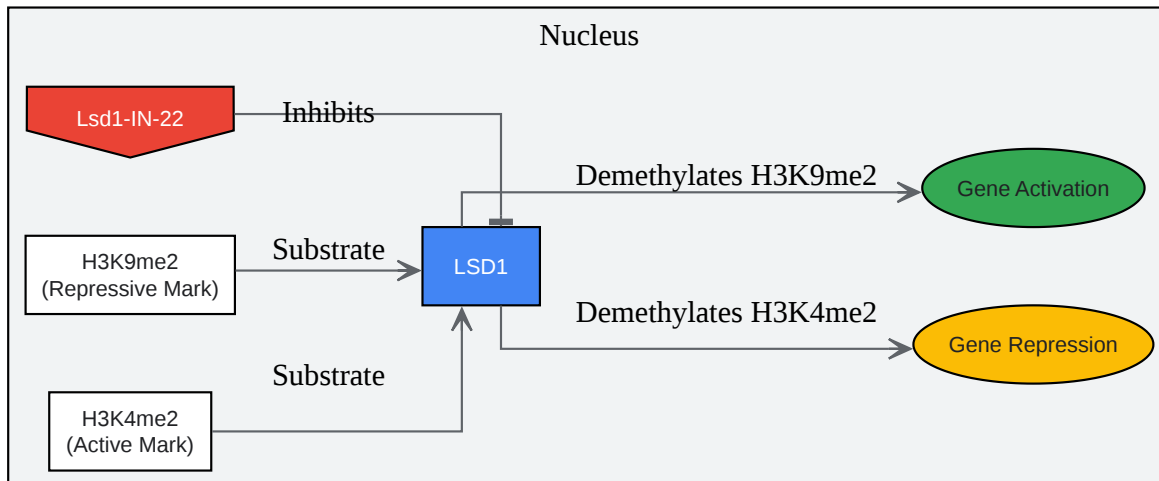 Nucleus
Lsd1-IN-22
Inhibits
Demethylates H3K9me2
Gene Activation
H3K9me2
(Repressive Mark)
Substrate
LSD1
Demethylates H3K4me2
Gene Repression
Substrate
H3K4me2
(Active Mark)